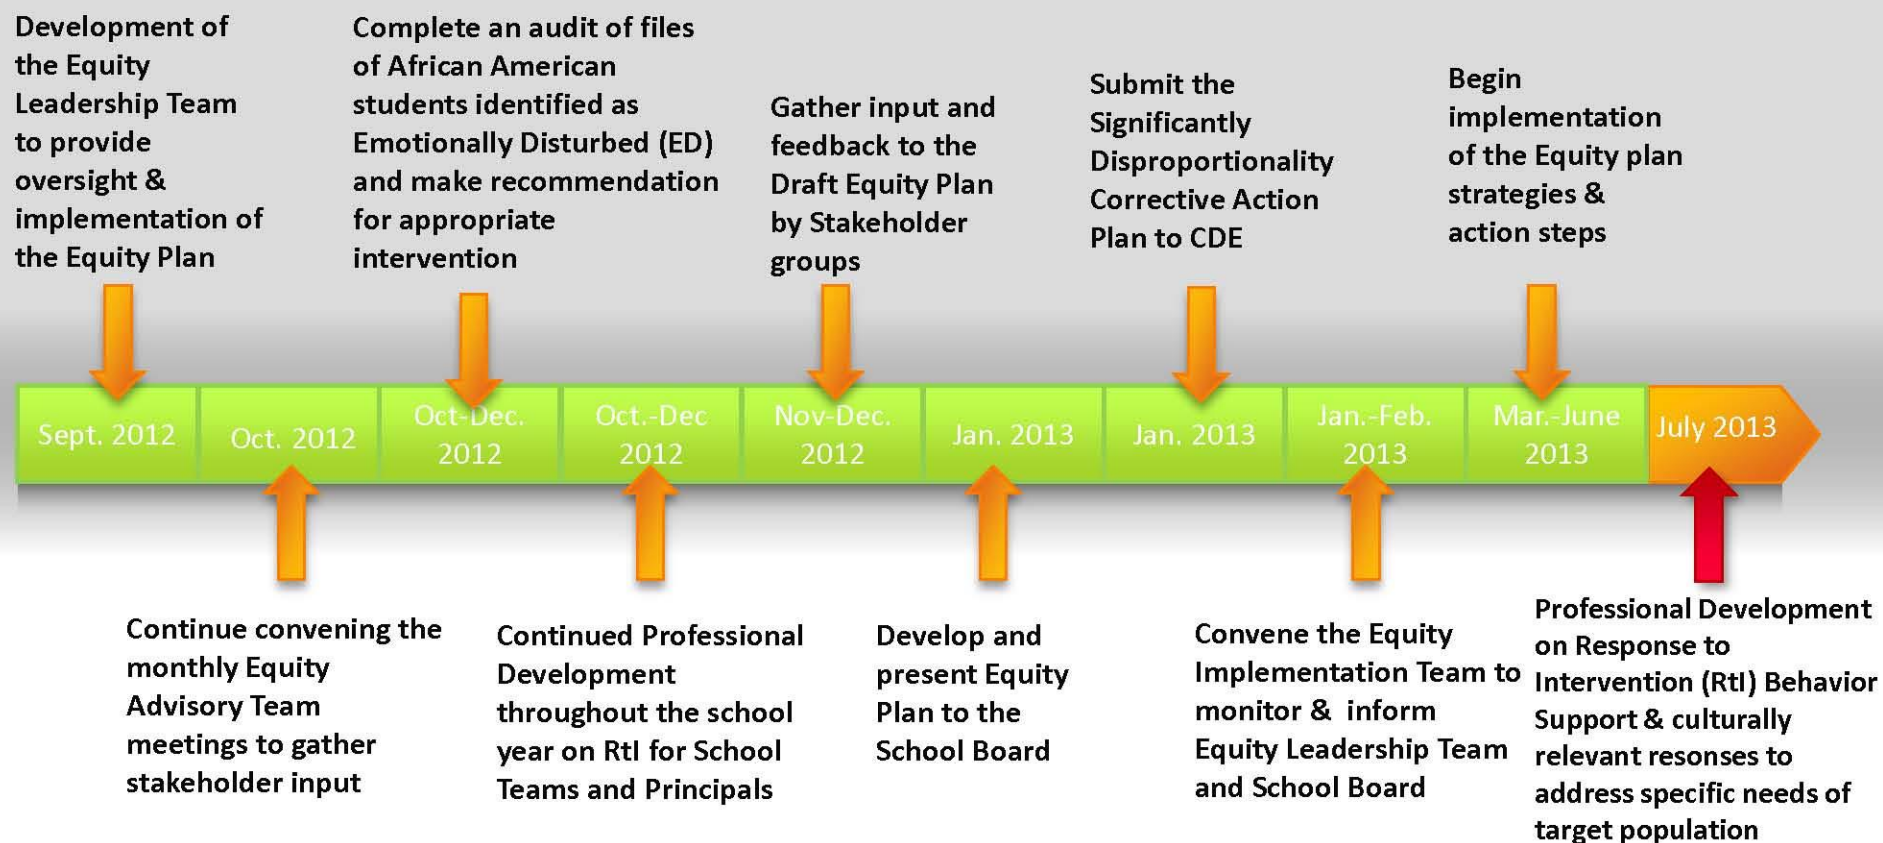 Development of
the Equity
Leadership Team
to provide
oversight &
implementation of
the Equity Plan
Complete an audit of files
of African American
students identified as
Emotionally Disturbed (ED)
and make recommendation
for appropriate
intervention
Gather input and
feedback to the
Draft Equity Plan
by Stakeholder
groups
Submit the
Significantly
Disproportionality
Corrective Action
Plan to CDE
Begin
implementation
of the Equity plan
strategies &
action steps
Sept. 2012
Oct. 2012
Oct-Dec.
2012
Oct.-Dec
2012
Nov-Dec.
2012
Jan. 2013
Jan. 2013
Jan.-Feb.
2013
Mar.-June
2013
July 2013
Continue convening the
monthly Equity
Advisory Team
meetings to gather
stakeholder input
Continued Professional
Development
throughout the school
year on RtI for School
Teams and Principals
Develop and
present Equity
Plan to the
School Board
Convene the Equity
Implementation Team to
monitor & inform
Equity Leadership Team
and School Board
Professional Development
on Response to
Intervention (RtI) Behavior
Support & culturally
relevant resonses to
address specific needs of
target population